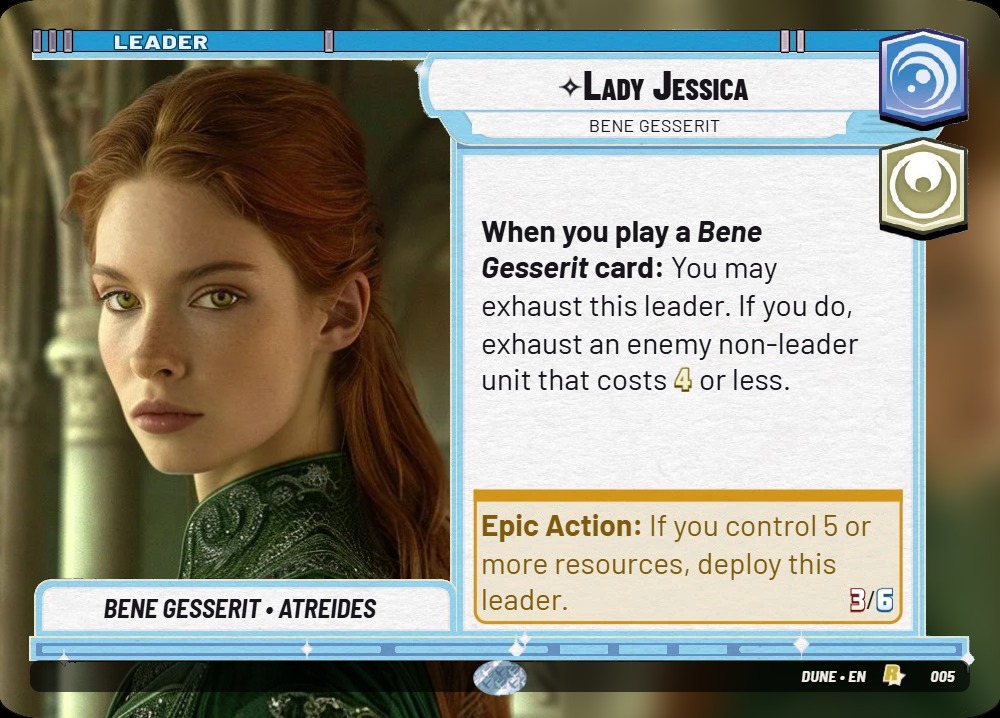 LEADER
✧LADY JESSICA
BENE GESSERIT
When you play a Bene
Gesserit card: You may
exhaust this leader. If you do,
exhaust an enemy non-leader
unit that costs 4 or less.
Epic Action: If you control 5 or
more resources, deploy this
leader.
3/6
BENE GESSERIT • ATREIDES
DUNE • EN
R
005